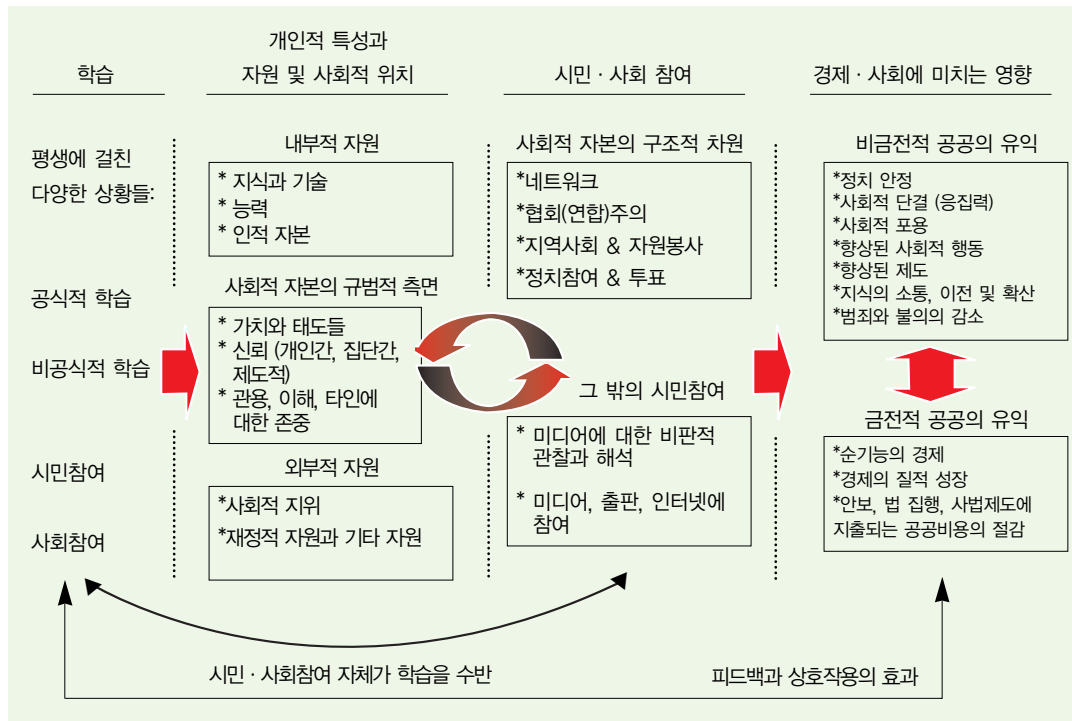 학습
개인적 특성과
자원 및 사회적 위치
시민 · 사회 참여
경제 · 사회에 미치는 영향
평생에 걸친
다양한 상황들:
공식적 학습
비공식적 학습
시민참여
사회참여
내부적 자원
* 지식과 기술
* 능력
* 인적 자본
사회적 자본의 규범적 측면
* 가치와 태도들
* 신뢰 (개인간, 집단간,
제도적)
* 관용, 이해, 타인에
대한 존중
외부적 자원
*사회적 지위
*재정적 자원과 기타 자원
사회적 자본의 구조적 차원
*네트워크
*협회(연합)주의
*지역사회 & 자원봉사
*정치참여 & 투표
그 밖의 시민참여
* 미디어에 대한 비판적
관찰과 해석
* 미디어, 출판, 인터넷에
참여
비금전적 공공의 유익
*정치 안정
*사회적 단결 (응집력)
*사회적 포용
*향상된 사회적 행동
*향상된 제도
*지식의 소통, 이전 및 확산
*범죄와 불의의 감소
금전적 공공의 유익
*순기능의 경제
*경제의 질적 성장
*안보, 법 집행, 사법제도에
지출되는 공공비용의 절감
시민 · 사회참여 자체가 학습을 수반
피드백과 상호작용의 효과